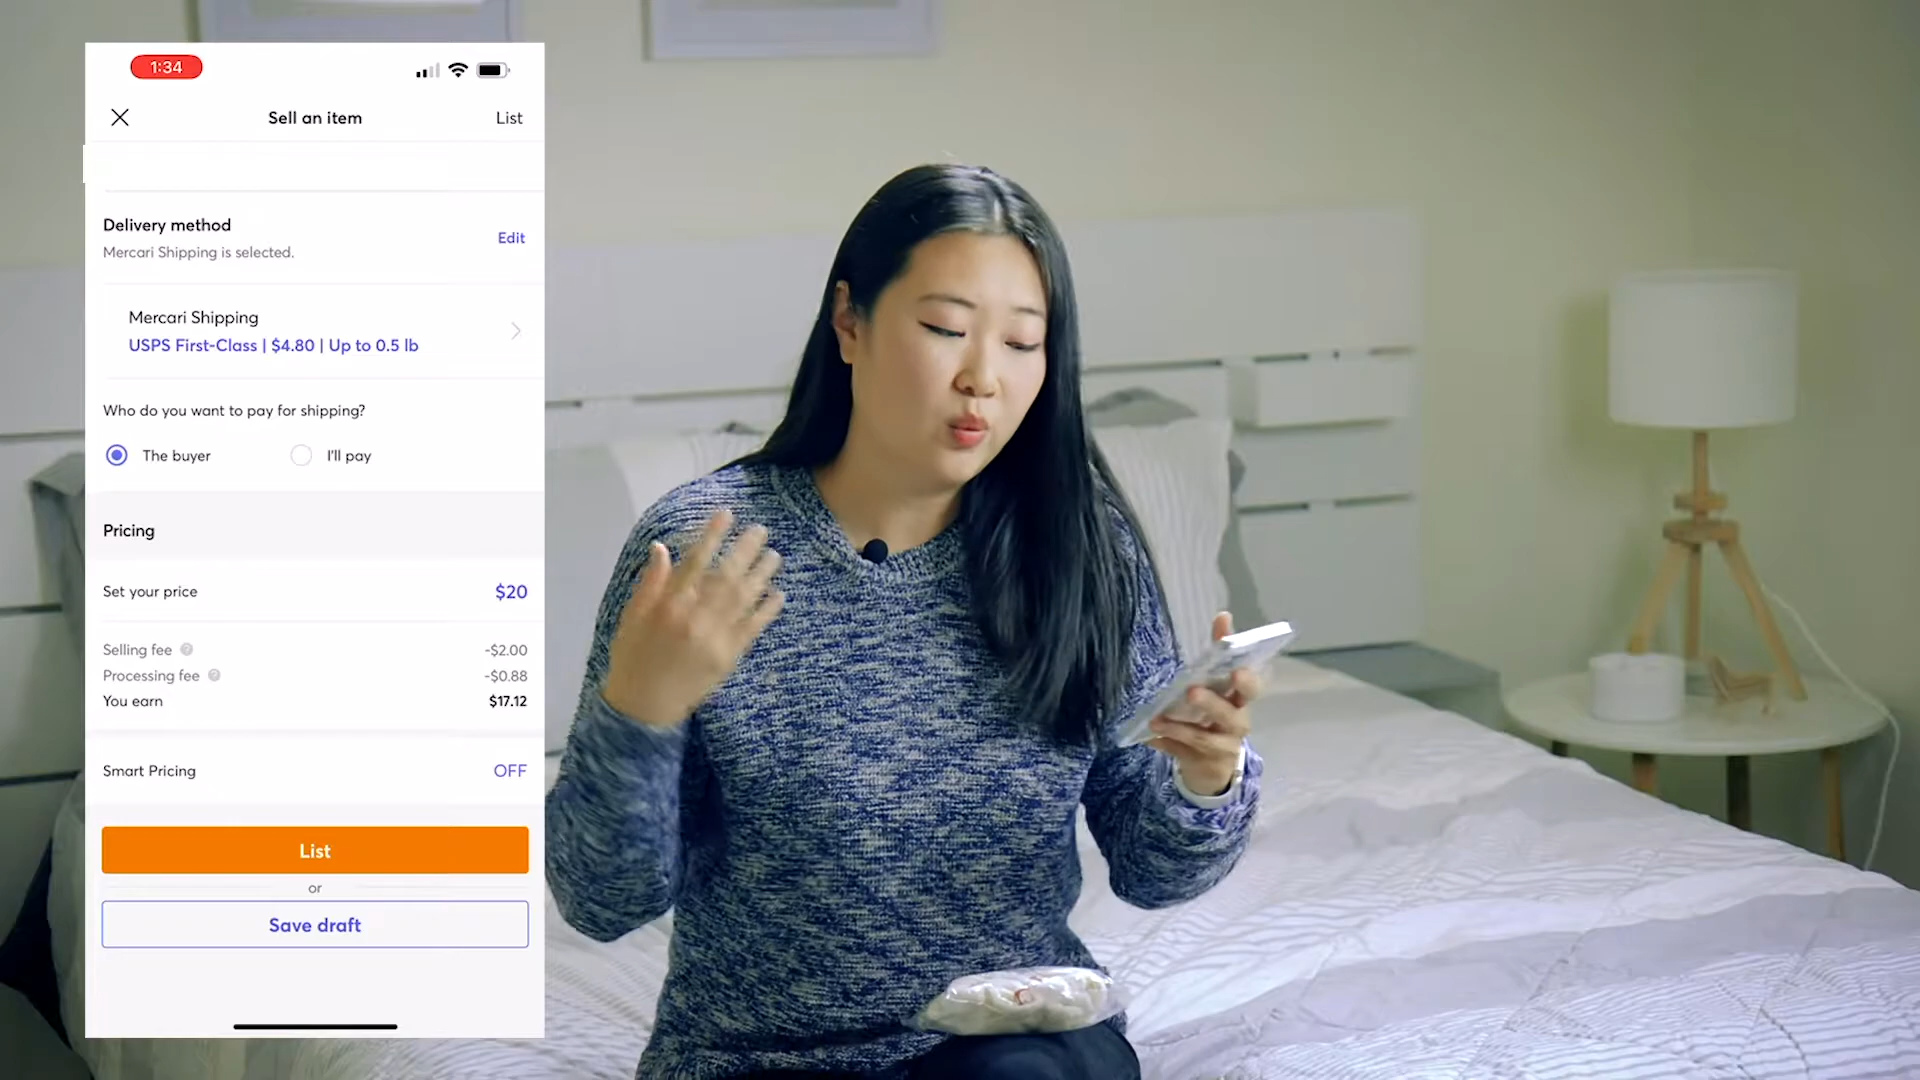 1:34
Sell an item
List
Delivery method
Edit
Mercari Shipping is selected.
Mercari Shipping
USPS First-Class | $4.80 | Up to 0.5 lb
Who do you want to pay for shipping?
The buyer
I'll pay
Pricing
Set your price
$20
Selling fee ?
-$2.00
Processing fee ?
-$0.88
You earn
$17.12
Smart Pricing
OFF
List
or
Save draft